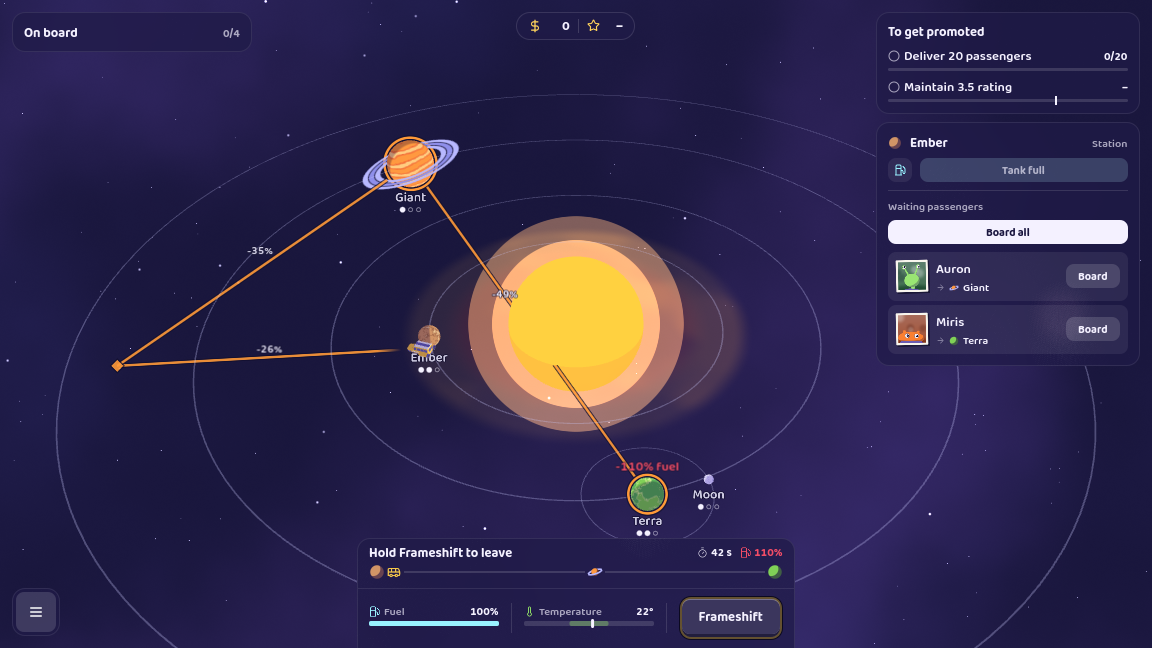 On board
0/4
0
–
To get promoted
Deliver 20 passengers
0/20
Maintain 3.5 rating
–
Ember
Station
Tank full
Waiting passengers
Board all
Auron
Giant
Board
Miris
Terra
Board
Giant
-35%
-49%
-26%
Ember
-110% fuel
Moon
Terra
Hold Frameshift to leave
42 s
110%
Fuel
100%
Temperature
22°
Frameshift